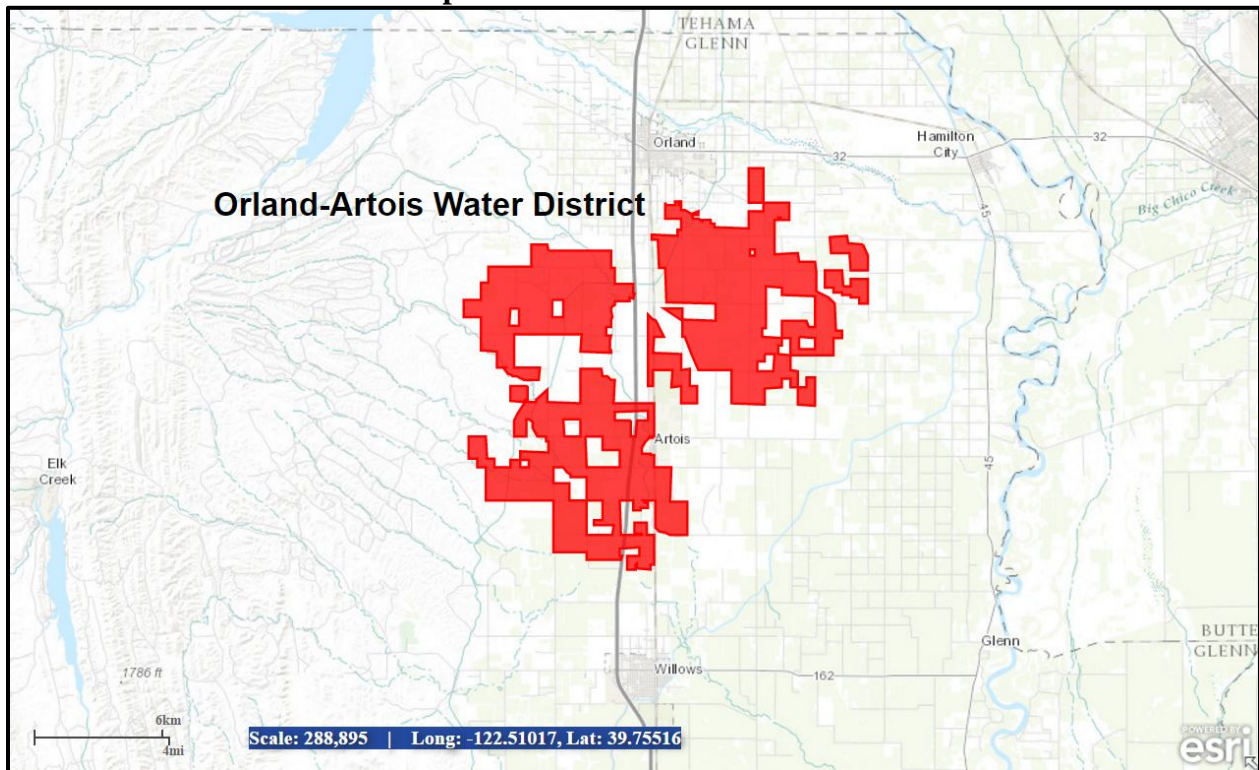 TEHAMA
GLENN
Orland
32
Hamilton
City
32
Orland-Artois Water District
45
Big Chico Creek
Artois
45
Elk
Creek
Glenn
BUTTE
GLENN
1786 ft
Willows
162
6km
4mi
Scale: 288,895 | Long: -122.51017, Lat: 39.75516
POWERED BY
esri